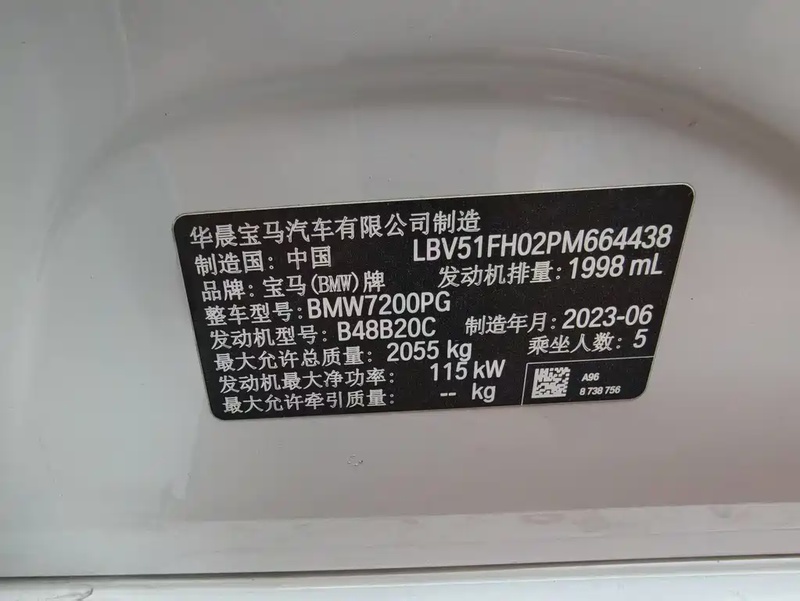 华晨宝马汽车有限公司制造
制造国：中国 LBV51FH02PM664438
品牌：宝马(BMW)牌 发动机排量：1998 mL
整车型号：BMW7200PG
发动机型号：B48B20C 制造年月：2023-06
最大允许总质量：2055 kg 乘坐人数：5
发动机最大净功率：115 kW
最大允许牵引质量：-- kg
A96
8 738 756